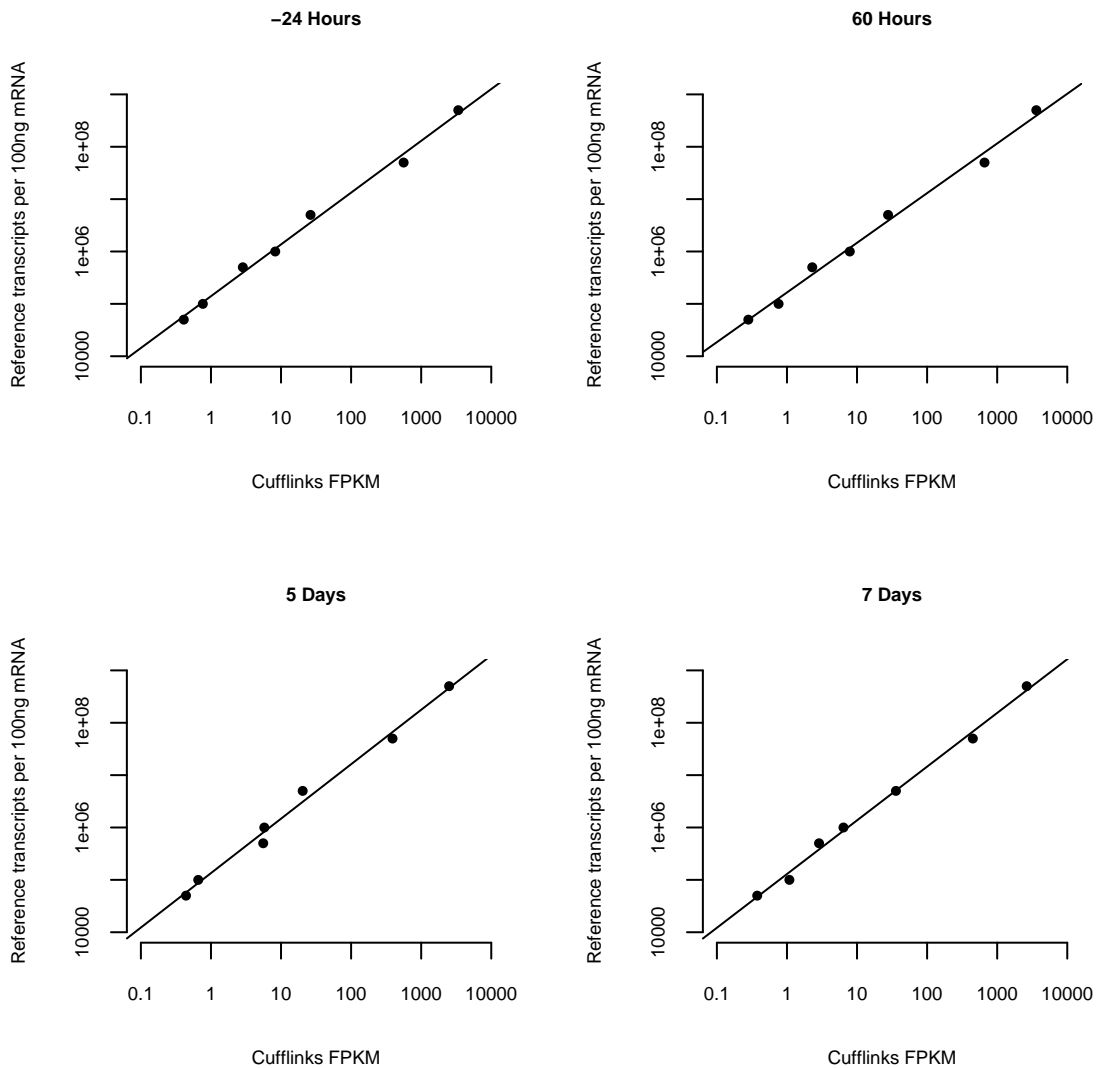 −24 Hours
Reference transcripts per 100ng mRNA
1e+08
1e+06
10000
0.1 1 10 100 1000 10000
Cufflinks FPKM
60 Hours
Reference transcripts per 100ng mRNA
1e+08
1e+06
10000
0.1 1 10 100 1000 10000
Cufflinks FPKM
5 Days
Reference transcripts per 100ng mRNA
1e+08
1e+06
10000
0.1 1 10 100 1000 10000
Cufflinks FPKM
7 Days
Reference transcripts per 100ng mRNA
1e+08
1e+06
10000
0.1 1 10 100 1000 10000
Cufflinks FPKM